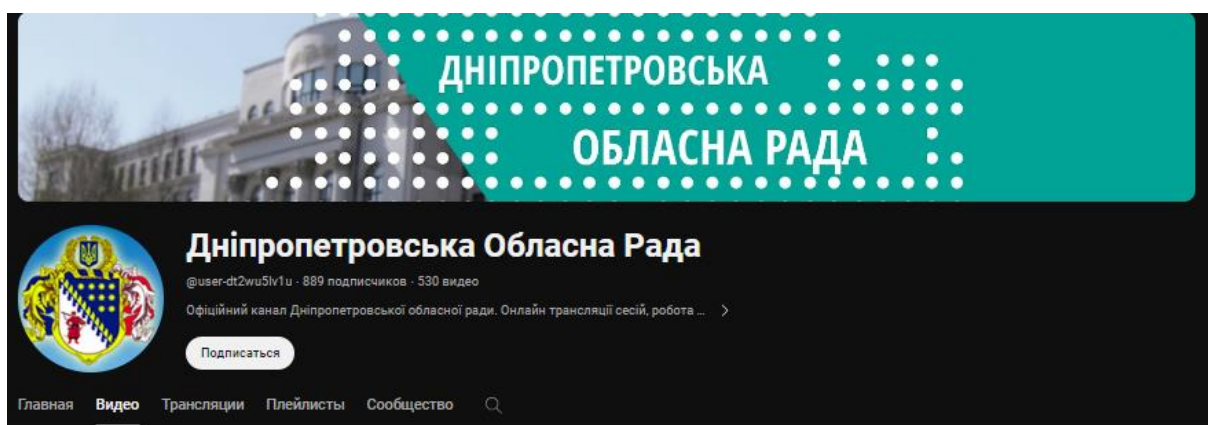 ДНІПРОПЕТРОВСЬКА
ОБЛАСНА РАДА
Дніпропетровська Обласна Рада
@user-dt2wu5lv1u · 889 подписчиков · 530 видео
Офіційний канал Дніпропетровської обласної ради. Онлайн трансляції сесій, робота ...
Подписаться
Главная Видео Трансляции Плейлисты Сообщество